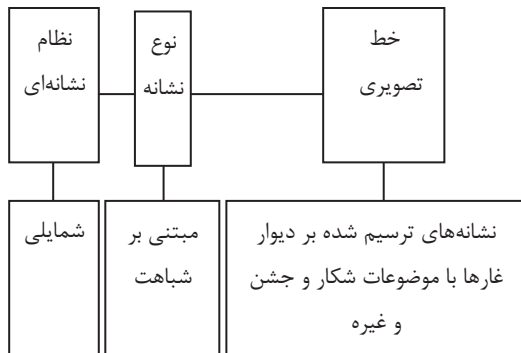 خط
تصویری
نوع
نشانه
نظام
نشانه‌ای
نشانه‌های ترسیم شده بر دیوار
غارها با موضوعات شکار و جشن
و غیره
مبتنی بر
شباهت
شمایلی